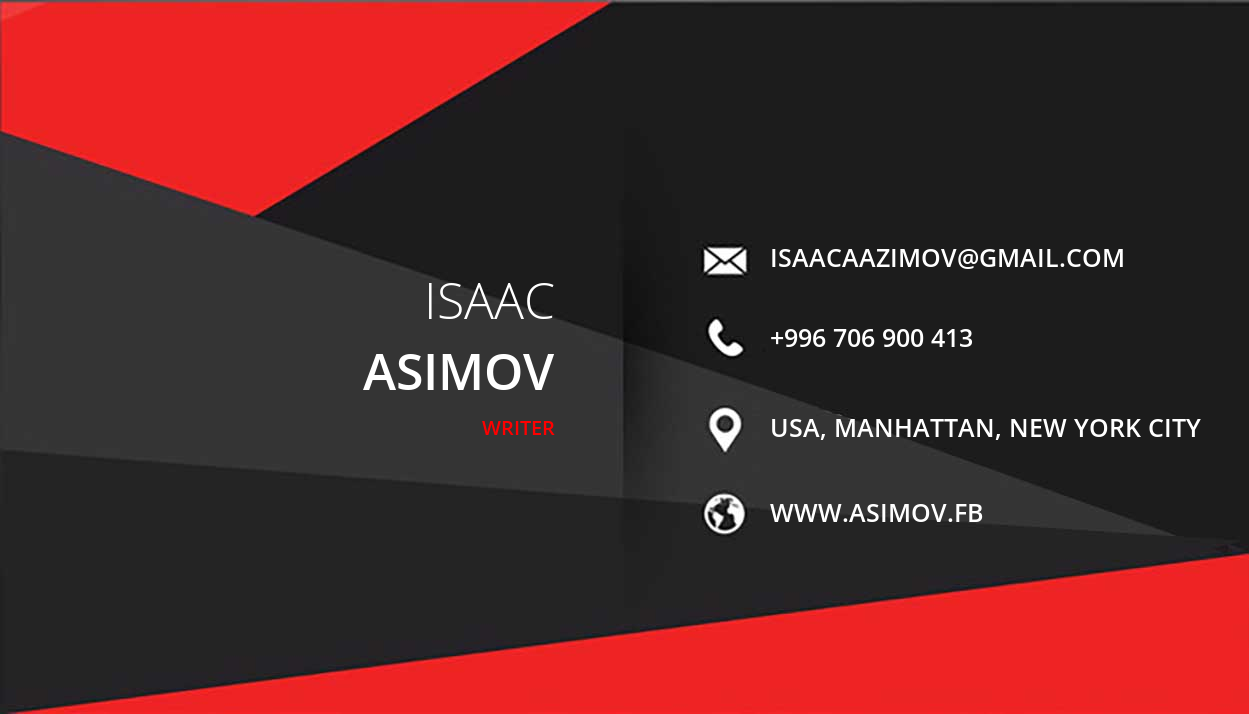 ISAAC
ASIMOV
WRITER
ISAACAAZIMOV@GMAIL.COM
+996 706 900 413
USA, MANHATTAN, NEW YORK CITY
WWW.ASIMOV.FB